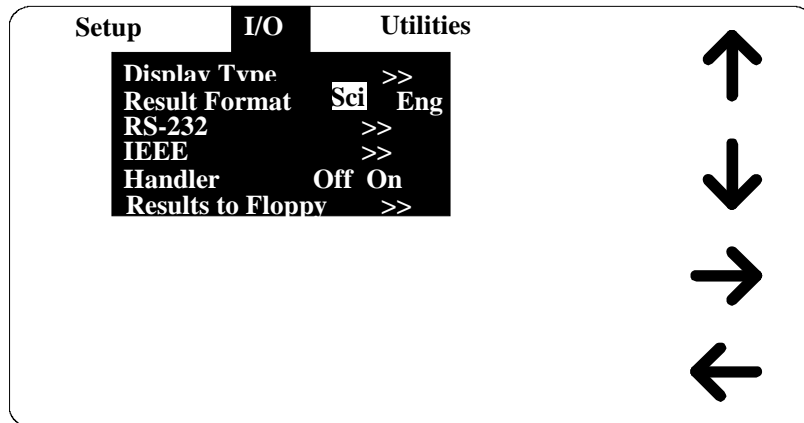 Setup I/O Utilities
Display Type >>
Result Format Sci Eng
RS-232 >>
IEEE >>
Handler Off On
Results to Floppy >>